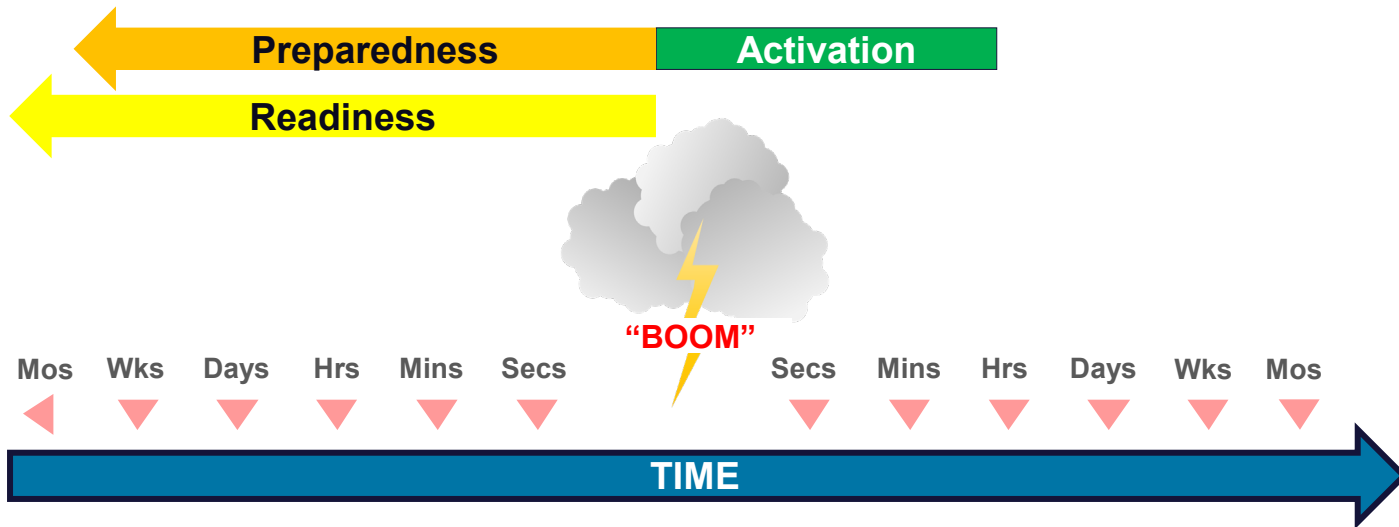 Preparedness
Activation
Readiness
“BOOM”
Mos Wks Days Hrs Mins Secs Secs Mins Hrs Days Wks Mos
TIME